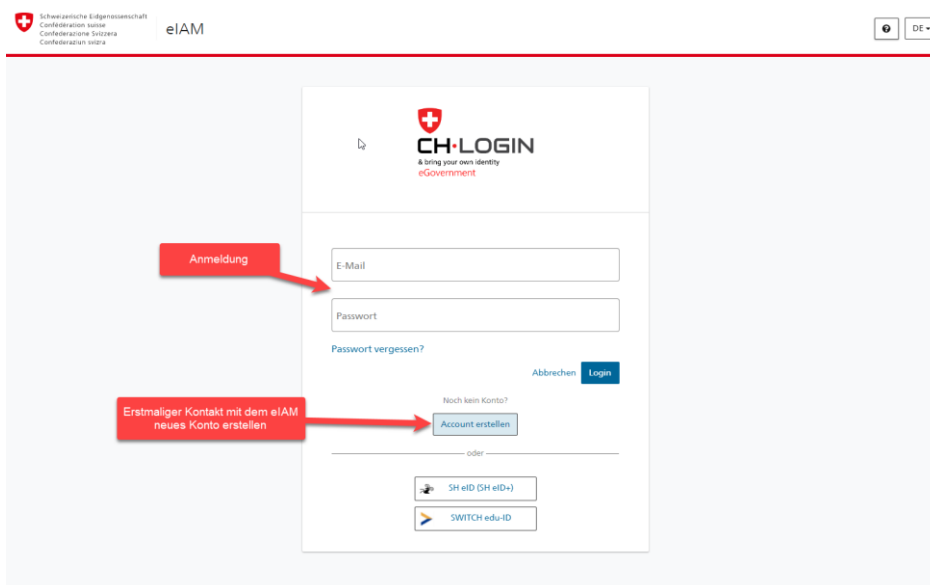 Schweizerische Eidgenossenschaft
Confédération suisse
Confederazione Svizzera
Confederaziun svizra
eIAM
DE
CH·LOGIN
& bring your own identity
eGovernment
Anmeldung
E-Mail
Passwort
Passwort vergessen?
Abbrechen
Login
Noch kein Konto?
Erstmaliger Kontakt mit dem eIAM
neues Konto erstellen
Account erstellen
oder
SH eID (SH eID+)
SWITCH edu-ID